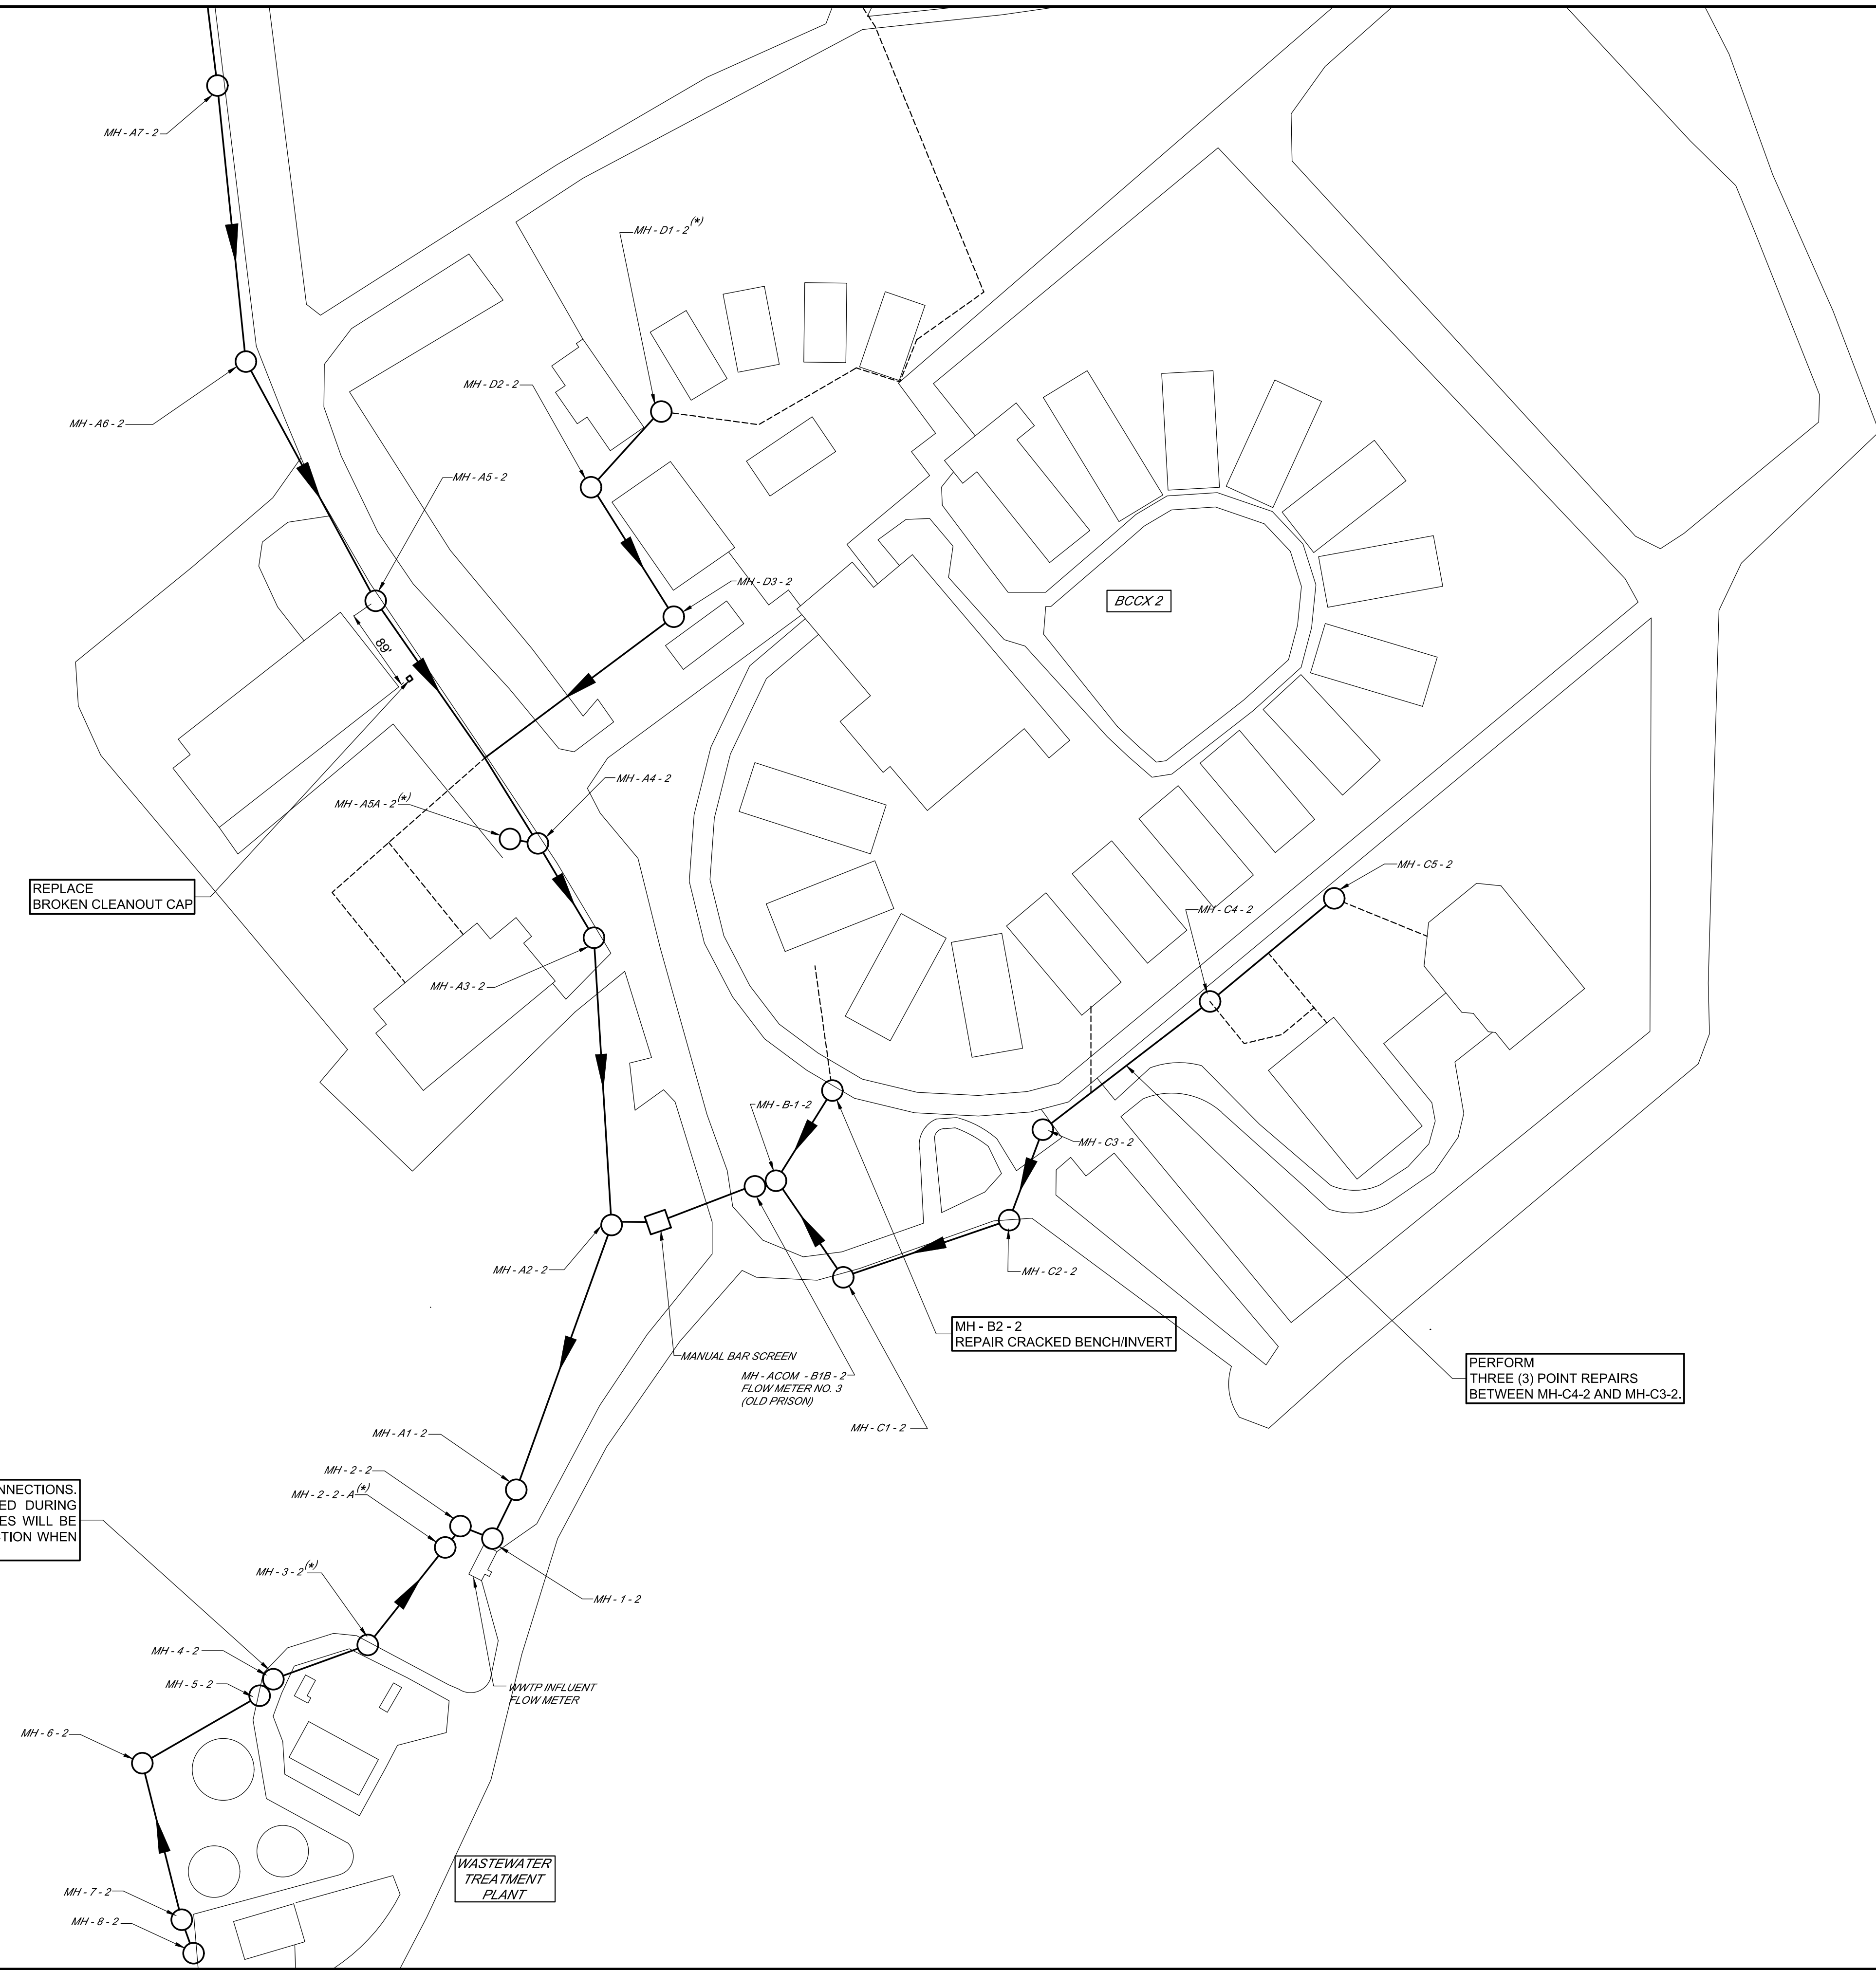 MH - A7 - 2
MH - D1 - 2 (*)
MH - D2 - 2
MH - A6 - 2
MH - A5 - 2
MH - D3 - 2
BCCX 2
89'
MH - A4 - 2
MH - A5A - 2 (*)
MH - C5 - 2
REPLACE
BROKEN CLEANOUT CAP
MH - C4 - 2
MH - A3 - 2
MH - B-1 -2
MH - C3 - 2
MH - A2 - 2
MH - C2 - 2
MH - B2 - 2
REPAIR CRACKED BENCH/INVERT
MANUAL BAR SCREEN
MH - ACOM - B1B - 2
FLOW METER NO. 3
(OLD PRISON)
PERFORM
THREE (3) POINT REPAIRS
BETWEEN MH-C4-2 AND MH-C3-2.
MH - C1 - 2
MH - A1 - 2
MH - 2 - 2
MH - 2 - 2 - A (*)
NNECTIONS.
ED DURING
ES WILL BE
CTION WHEN
MH - 3 - 2 (*)
MH - 1 - 2
MH - 4 - 2
MH - 5 - 2
WWTP INFLUENT
FLOW METER
MH - 6 - 2
WASTEWATER
TREATMENT
PLANT
MH - 7 - 2
MH - 8 - 2